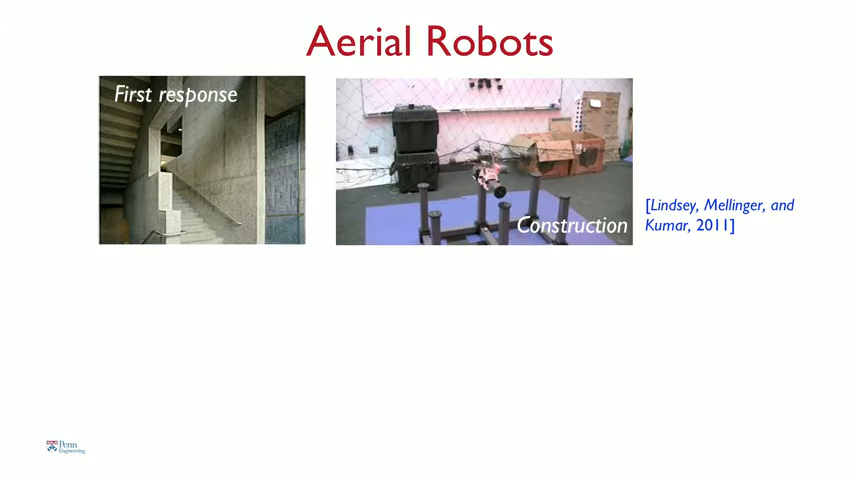 Aerial Robots
First response
Construction
[Lindsey, Mellinger, and
Kumar, 2011]
Penn
Engineering